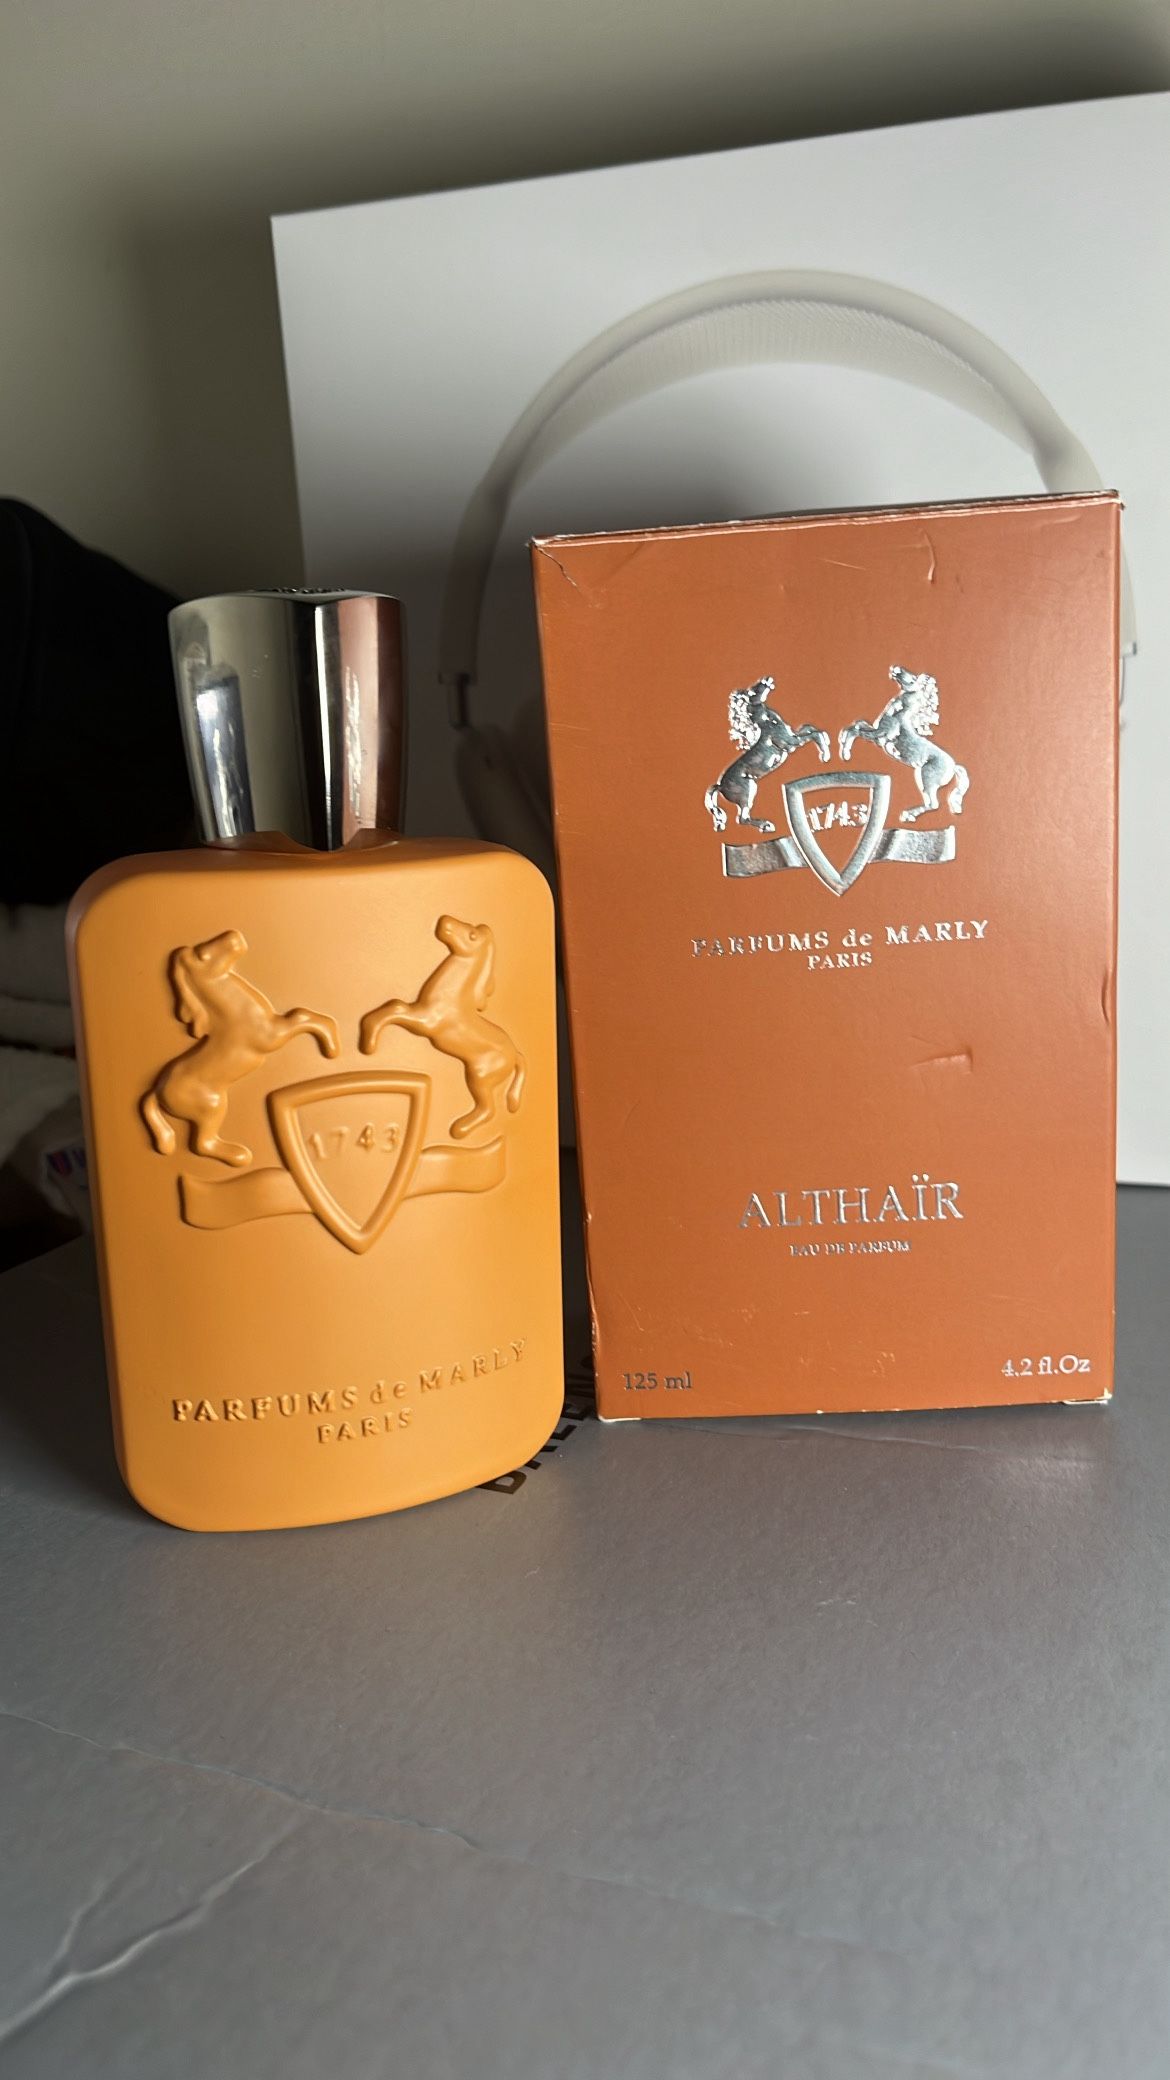 1743
PARFUMS de MARLY
PARIS
1743
PARFUMS de MARLY
PARIS
ALTHAÏR
EAU DE PARFUM
125 ml
4.2 fl.Oz